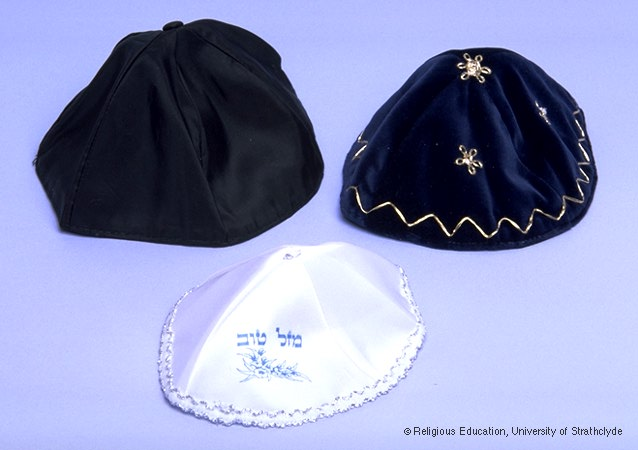 מזל טוב
© Religious Education, University of Strathclyde